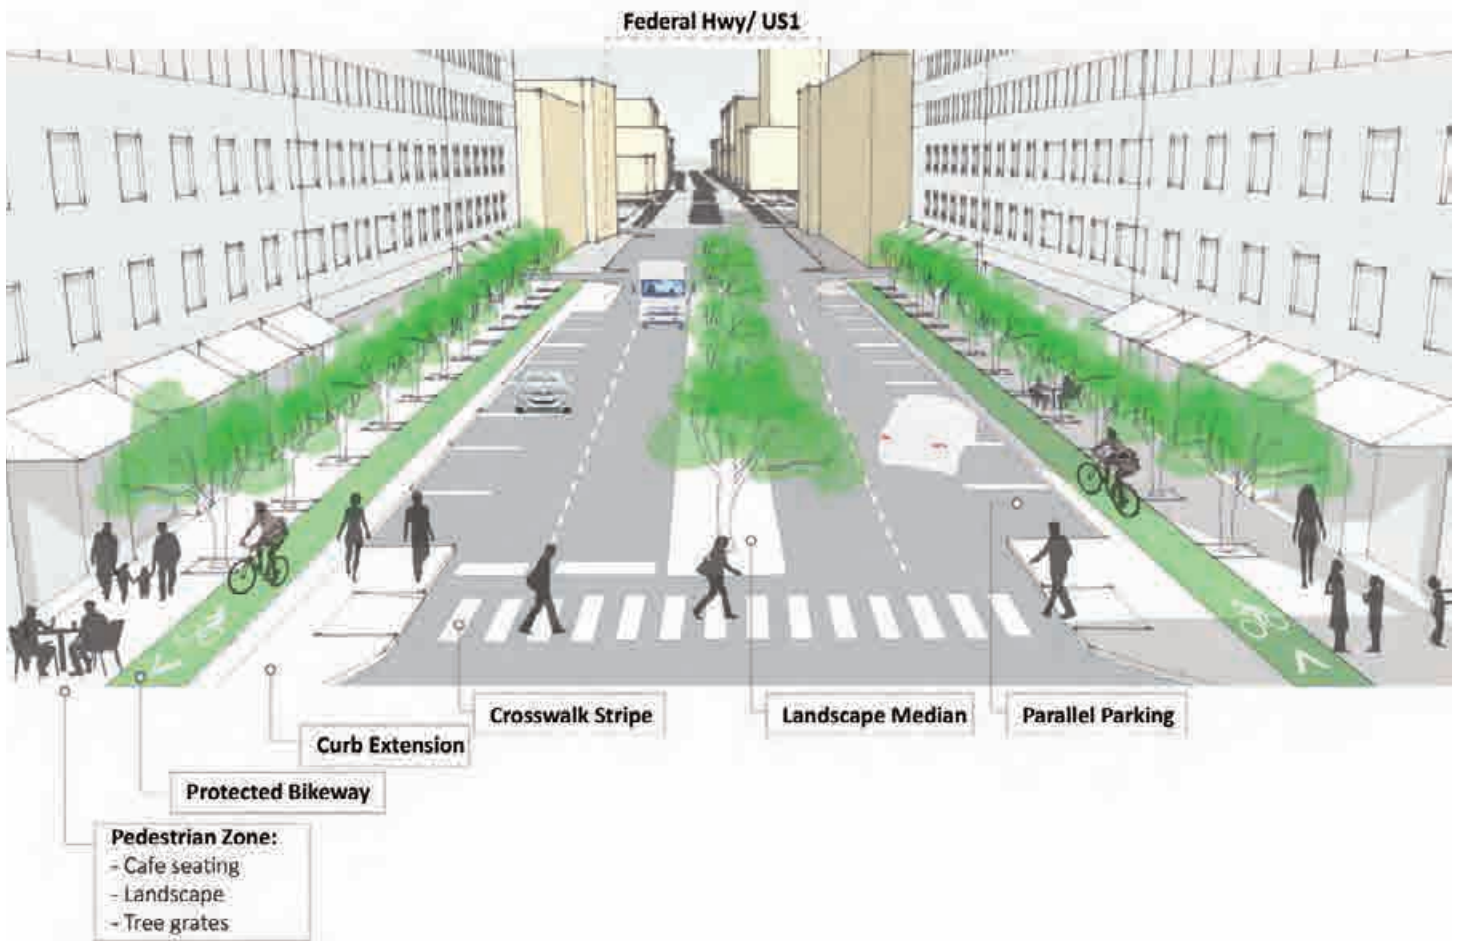 Federal Hwy/ US1
Crosswalk Stripe
Landscape Median
Parallel Parking
Curb Extension
Protected Bikeway
Pedestrian Zone:
- Cafe seating
- Landscape
- Tree grates